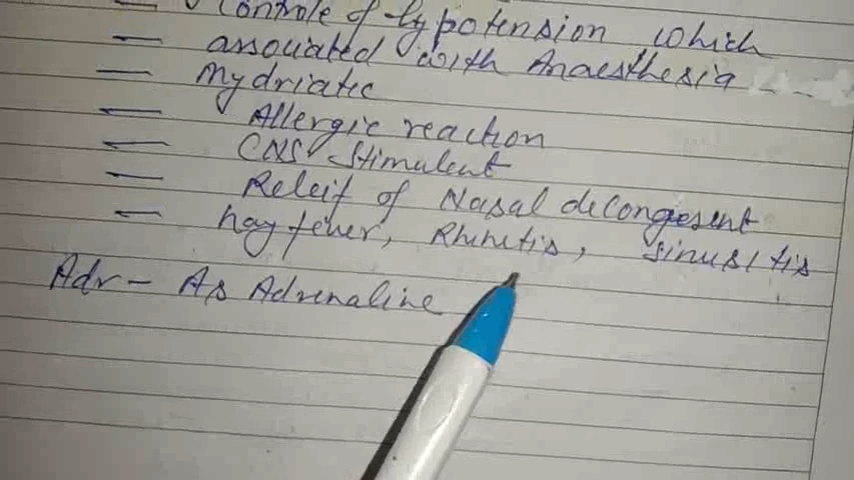 — Controle of hypotension which
— associated with Anaesthesia
— mydriatic
— Allergic reaction
— CNS Stimulent
— Releif of Nasal decongesent
— hay fever, Rhinitis, sinusitis
Adr - As Adrenaline